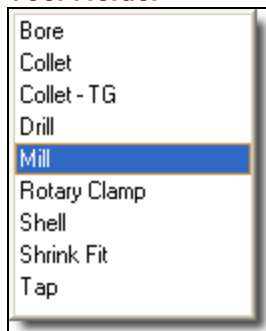 Bore
Collet
Collet - TG
Drill
Mill
Rotary Clamp
Shell
Shrink Fit
Tap